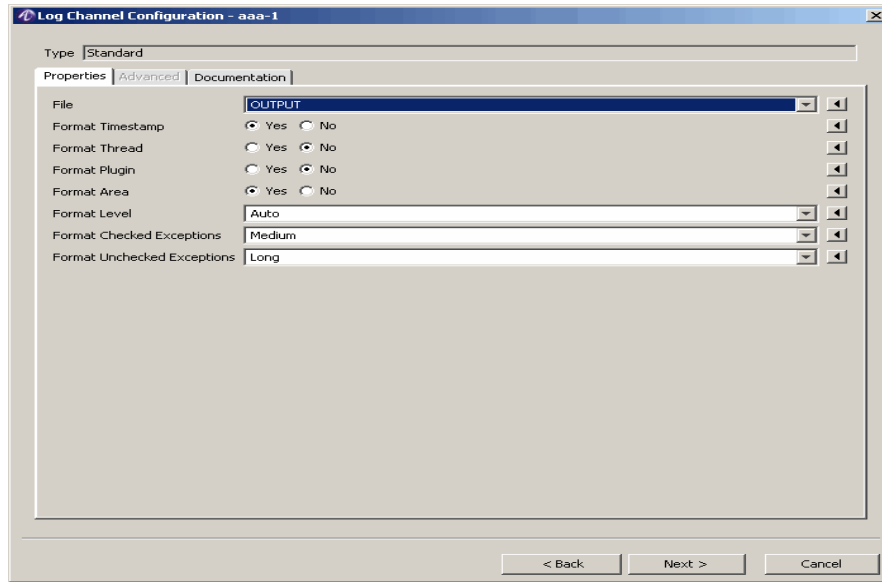 Log Channel Configuration - aaa-1
Type Standard
Properties Advanced Documentation
File OUTPUT
Format Timestamp Yes No
Format Thread Yes No
Format Plugin Yes No
Format Area Yes No
Format Level Auto
Format Checked Exceptions Medium
Format Unchecked Exceptions Long
< Back Next > Cancel